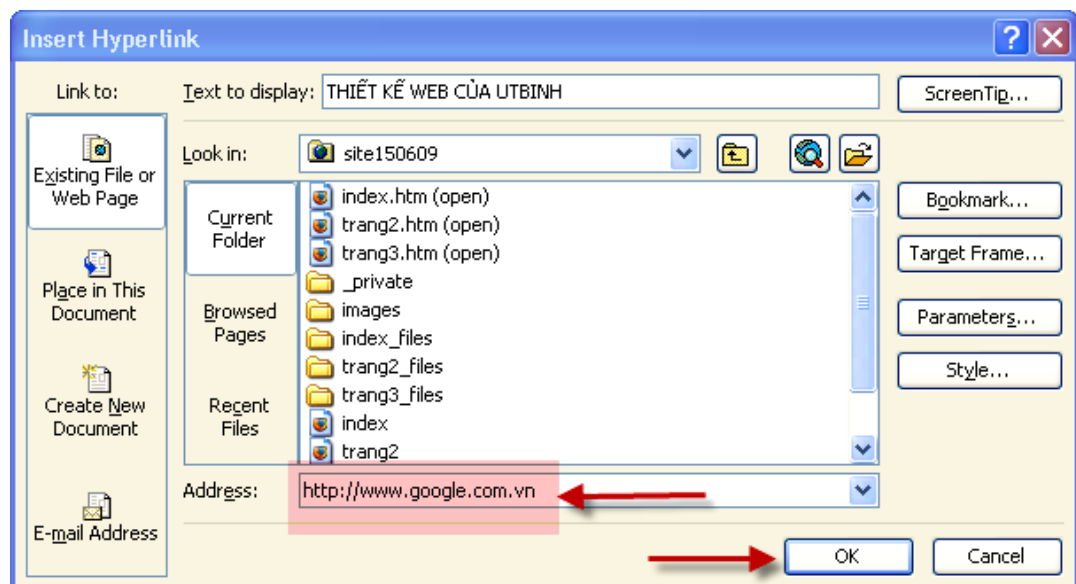 Insert Hyperlink
Link to:
Text to display: THIẾT KẾ WEB CỦA UTBINH
ScreenTip...
Existing File or
Web Page
Look in: site150609
Current
Folder
index.htm (open)
trang2.htm (open)
trang3.htm (open)
_private
images
index_files
trang2_files
trang3_files
index
trang2
Bookmark...
Target Frame...
Parameters...
Style...
Place in This
Document
Browsed
Pages
Create New
Document
Recent
Files
Address: http://www.google.com.vn
E-mail Address
OK
Cancel